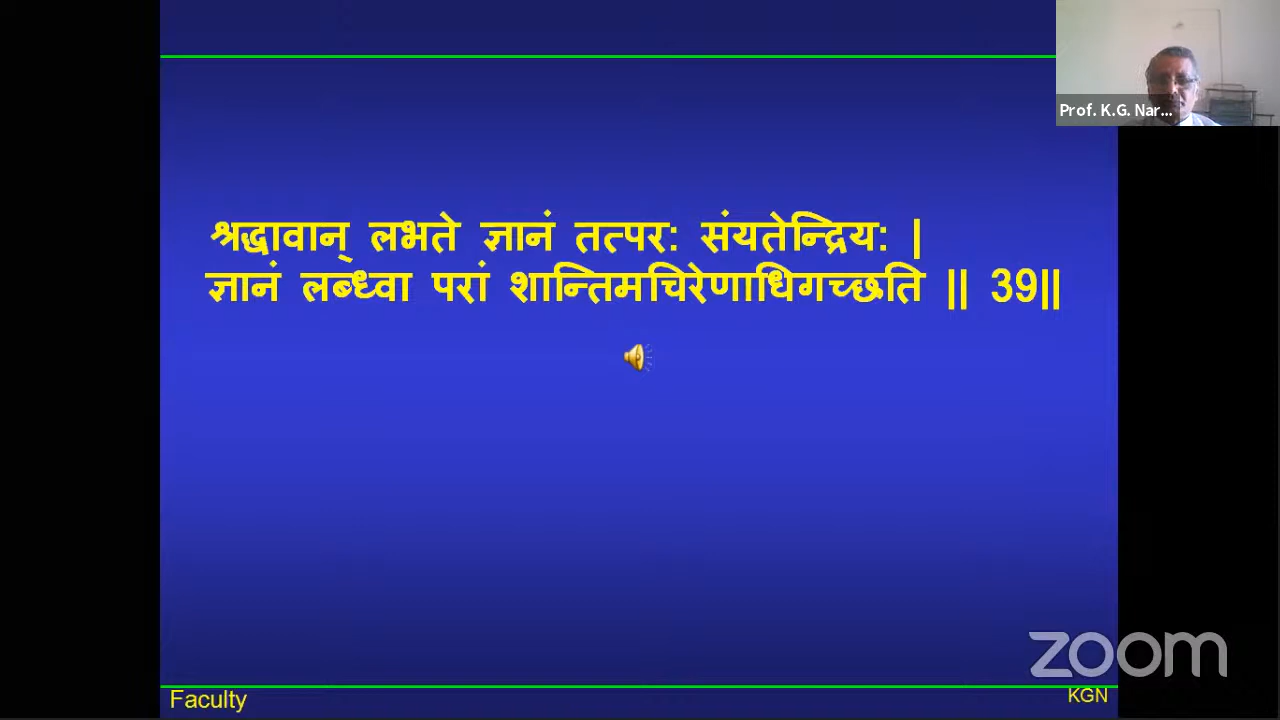 Prof. K.G. Nar...
श्रद्धावान् लभते ज्ञानं तत्परः संयतेन्द्रियः |
ज्ञानं लब्ध्वा परां शान्तिमचिरेणाधिगच्छति || 39||
zoom
Faculty
KGN